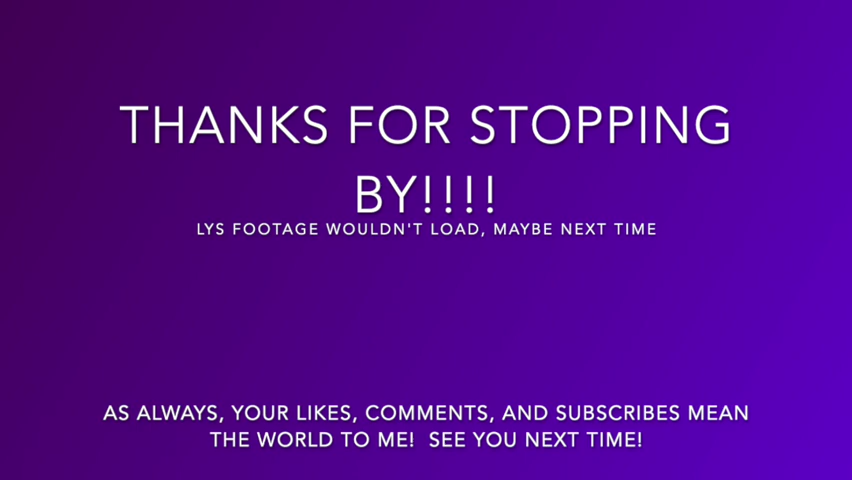 THANKS FOR STOPPING
BY!!!!
LYS FOOTAGE WOULDN'T LOAD, MAYBE NEXT TIME
AS ALWAYS, YOUR LIKES, COMMENTS, AND SUBSCRIBES MEAN
THE WORLD TO ME!  SEE YOU NEXT TIME!